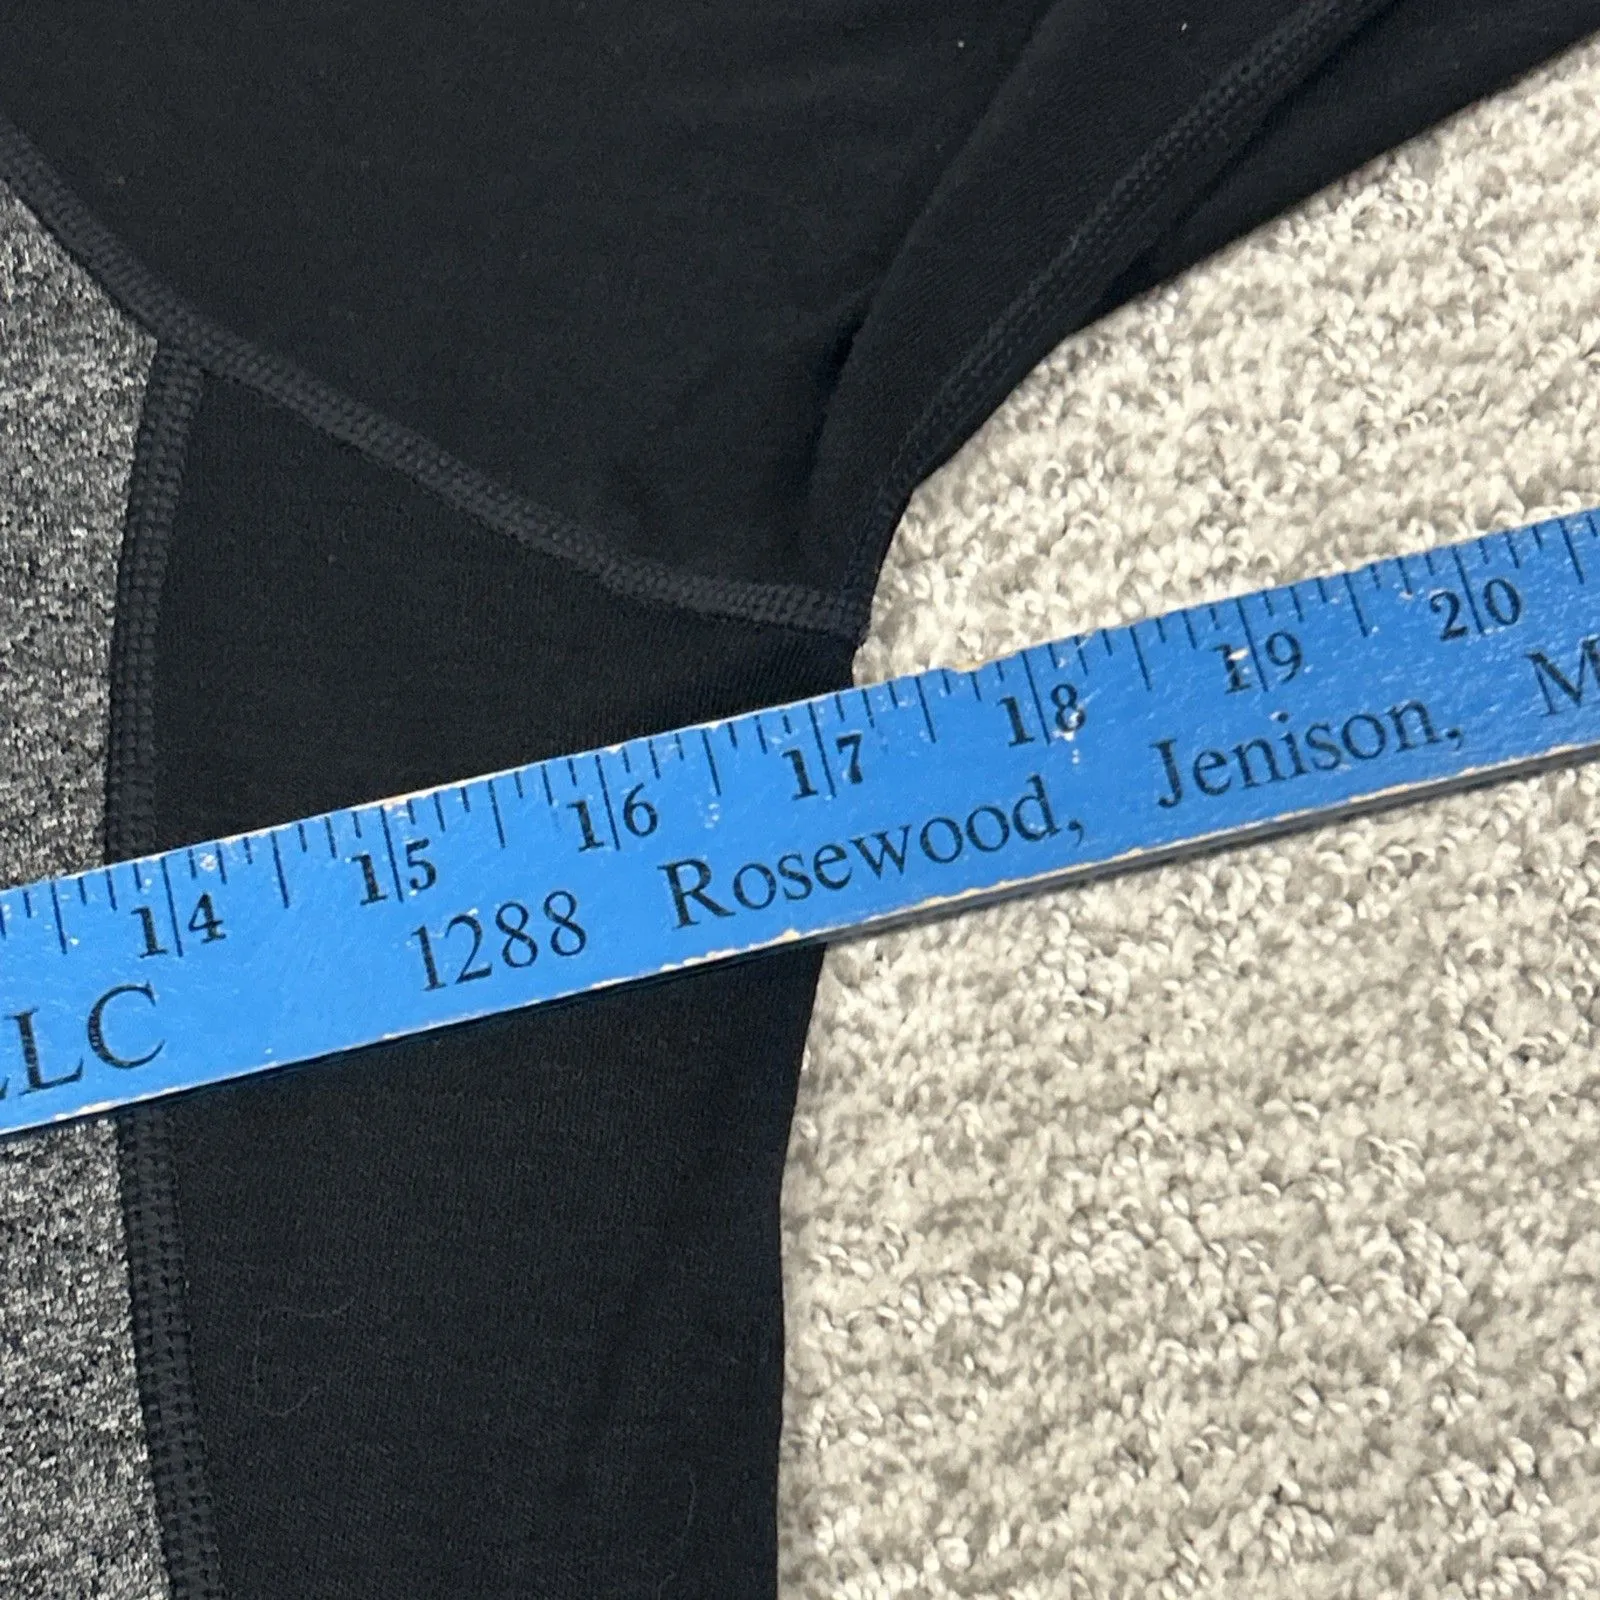 14 15 16 17 18 19 20
LLC 1288 Rosewood, Jenison, M